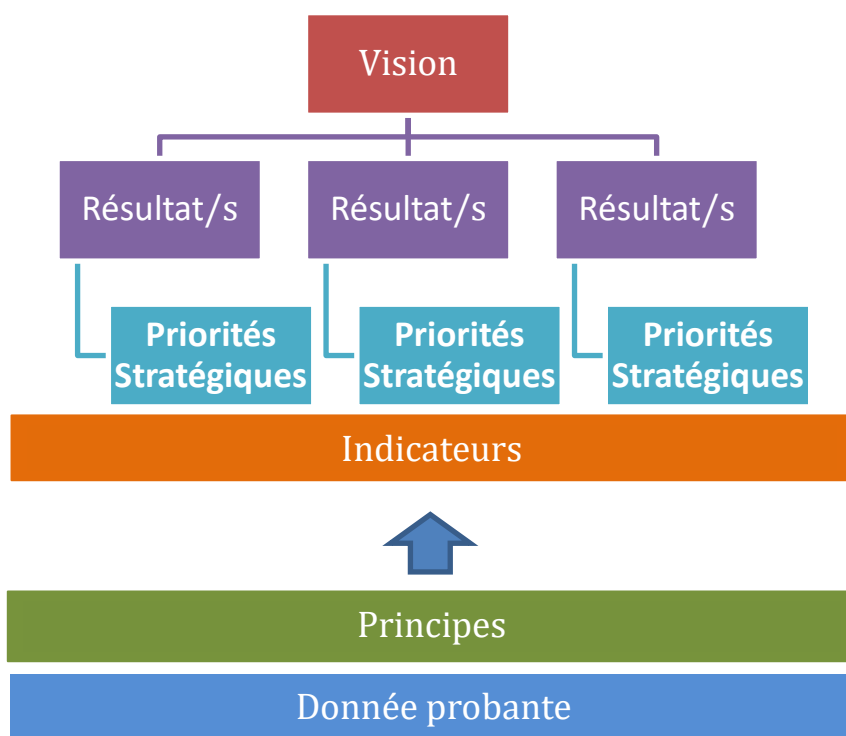 Vision
Résultat/s
Résultat/s
Résultat/s
Priorités
Stratégiques
Priorités
Stratégiques
Priorités
Stratégiques
Indicateurs
Principes
Donnée probante